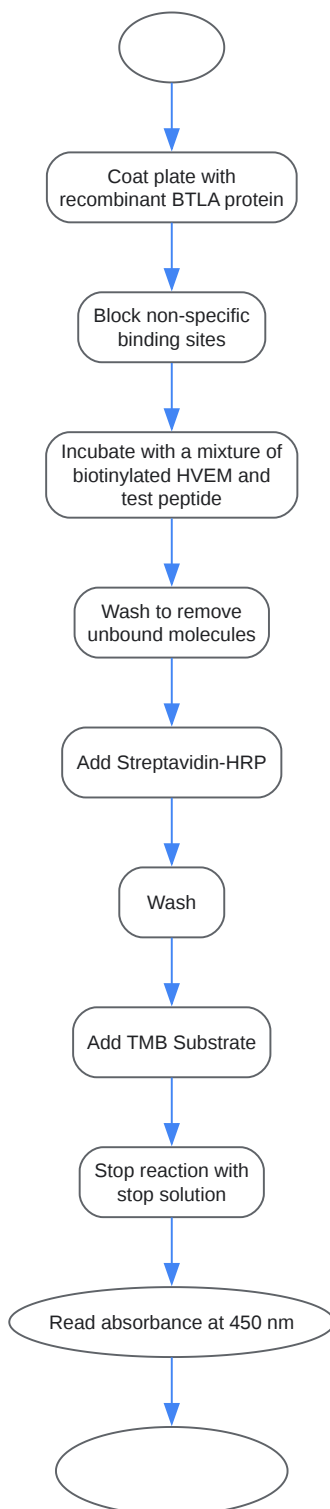 Coat plate with
recombinant BTLA protein
Block non-specific
binding sites
Incubate with a mixture of
biotinylated HVEM and
test peptide
Wash to remove
unbound molecules
Add Streptavidin-HRP
Wash
Add TMB Substrate
Stop reaction with
stop solution
Read absorbance at 450 nm